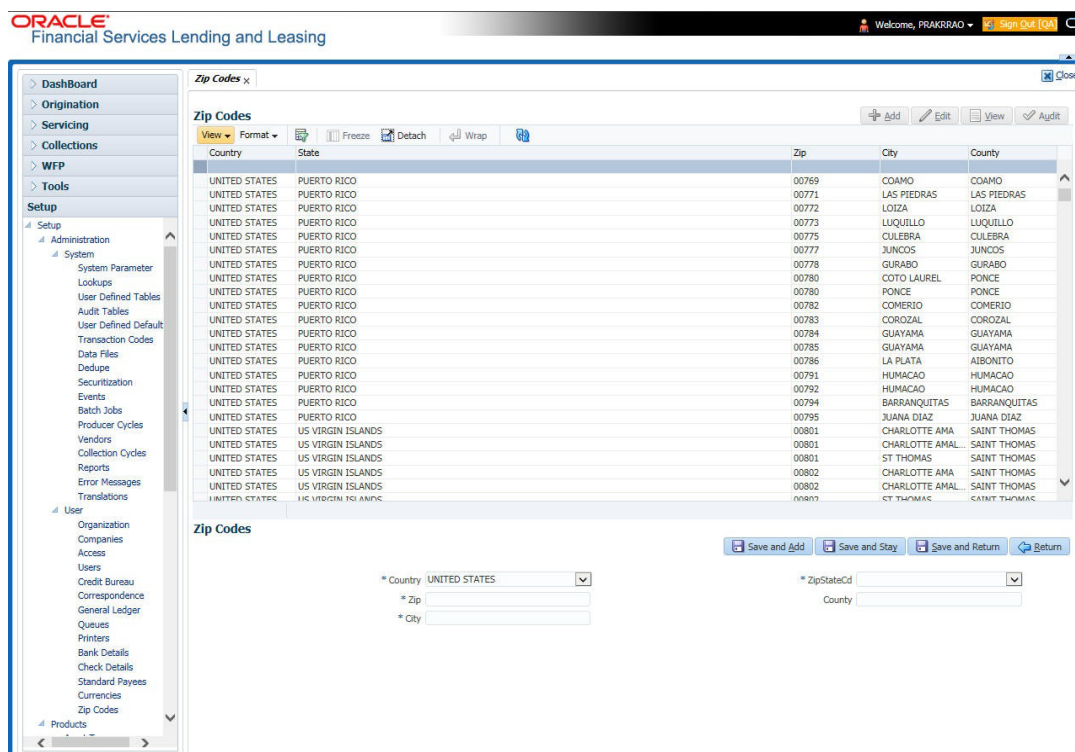 ORACLE
Financial Services Lending and Leasing
Welcome, PRAKRRAO
Sign Out [QA]
DashBoard
Origination
Servicing
Collections
WFP
Tools
Setup
Setup
Administration
System
System Parameter
Lookups
User Defined Tables
Audit Tables
User Defined Default
Transaction Codes
Data Files
Dedupe
Securitization
Events
Batch Jobs
Producer Cycles
Vendors
Collection Cycles
Reports
Error Messages
Translations
User
Organization
Companies
Access
Users
Credit Bureau
Correspondence
General Ledger
Queues
Printers
Bank Details
Check Details
Standard Payees
Currencies
Zip Codes
Products
Zip Codes x
Close
Zip Codes
Add Edit View Audit
View Format Freeze Detach Wrap
Country State Zip City County
UNITED STATES PUERTO RICO 00769 COAMO COAMO
UNITED STATES PUERTO RICO 00771 LAS PIEDRAS LAS PIEDRAS
UNITED STATES PUERTO RICO 00772 LOIZA LOIZA
UNITED STATES PUERTO RICO 00773 LUQUILLO LUQUILLO
UNITED STATES PUERTO RICO 00775 CULEBRA CULEBRA
UNITED STATES PUERTO RICO 00777 JUNCOS JUNCOS
UNITED STATES PUERTO RICO 00778 GURABO GURABO
UNITED STATES PUERTO RICO 00780 COTO LAUREL PONCE
UNITED STATES PUERTO RICO 00780 PONCE PONCE
UNITED STATES PUERTO RICO 00782 COMERIO COMERIO
UNITED STATES PUERTO RICO 00783 COROZAL COROZAL
UNITED STATES PUERTO RICO 00784 GUAYAMA GUAYAMA
UNITED STATES PUERTO RICO 00785 GUAYAMA GUAYAMA
UNITED STATES PUERTO RICO 00786 LA PLATA AIBONITO
UNITED STATES PUERTO RICO 00791 HUMACAO HUMACAO
UNITED STATES PUERTO RICO 00792 HUMACAO HUMACAO
UNITED STATES PUERTO RICO 00794 BARRANQUITAS BARRANQUITAS
UNITED STATES PUERTO RICO 00795 JUANA DIAZ JUANA DIAZ
UNITED STATES US VIRGIN ISLANDS 00801 CHARLOTTE AMA SAINT THOMAS
UNITED STATES US VIRGIN ISLANDS 00801 CHARLOTTE AMAL... SAINT THOMAS
UNITED STATES US VIRGIN ISLANDS 00801 ST THOMAS SAINT THOMAS
UNITED STATES US VIRGIN ISLANDS 00802 CHARLOTTE AMA SAINT THOMAS
UNITED STATES US VIRGIN ISLANDS 00802 CHARLOTTE AMAL... SAINT THOMAS
UNITED STATES US VIRGIN ISLANDS 00802 ST THOMAS SAINT THOMAS
Zip Codes
Save and Add Save and Stay Save and Return Return
* Country UNITED STATES
* ZipStateCd
* Zip
County
* City